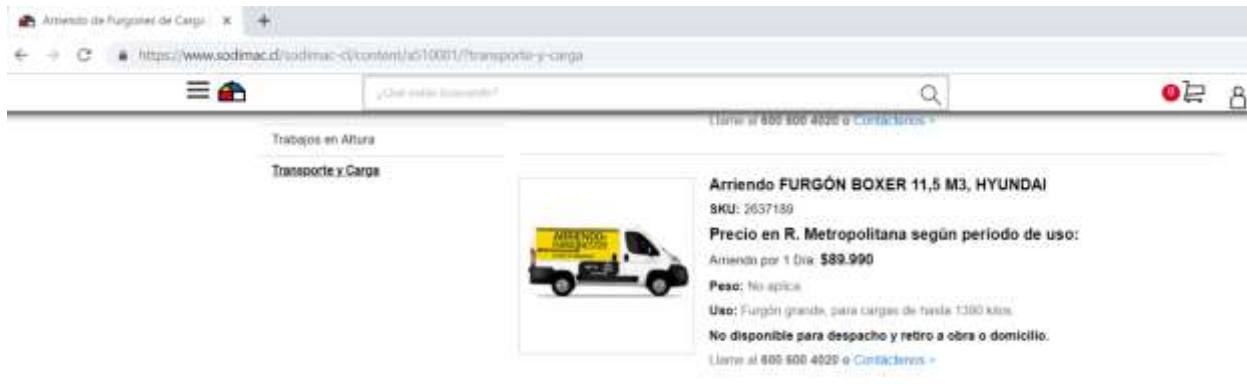 Arriendo de Furgones de Carga
https://www.sodimac.cl/sodimac-cl/content/a510001/?transporte-y-carga
¿Qué estás buscando?
0
Llame al 600 600 4020 o Contáctenos >
Trabajos en Altura
Transporte y Carga
Arriendo FURGÓN BOXER 11,5 M3, HYUNDAI
SKU: 2637189
Precio en R. Metropolitana según periodo de uso:
ARRIENDO
Arriendo por 1 Día: $89.990
Peso: No aplica
Uso: Furgón grande, para cargas de hasta 1390 kilos.
No disponible para despacho y retiro a obra o domicilio.
Llame al 600 600 4020 o Contáctenos >